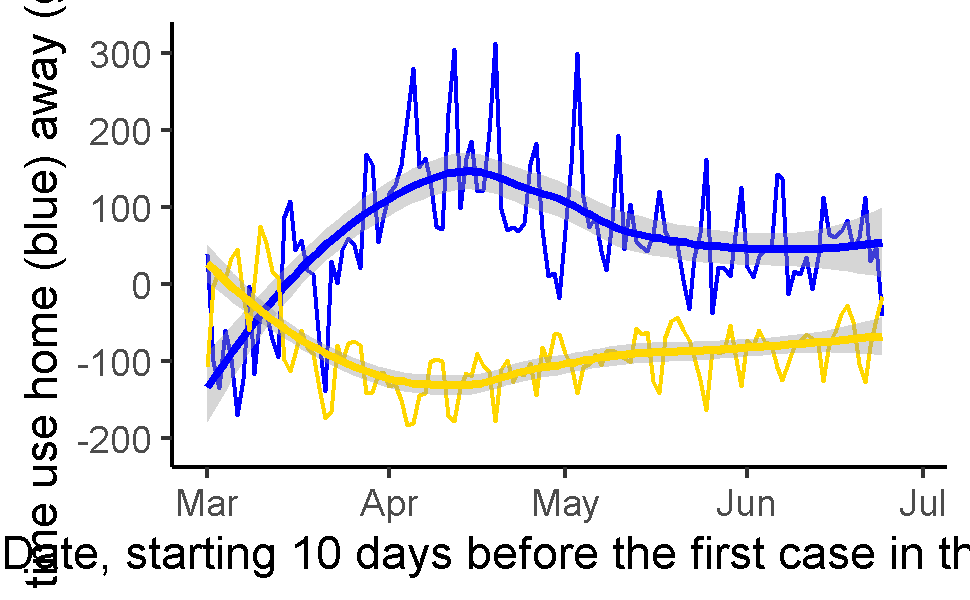 time use home (blue) away (
300
200
100
0
-100
-200
Mar Apr May Jun Jul
Date, starting 10 days before the first case in th